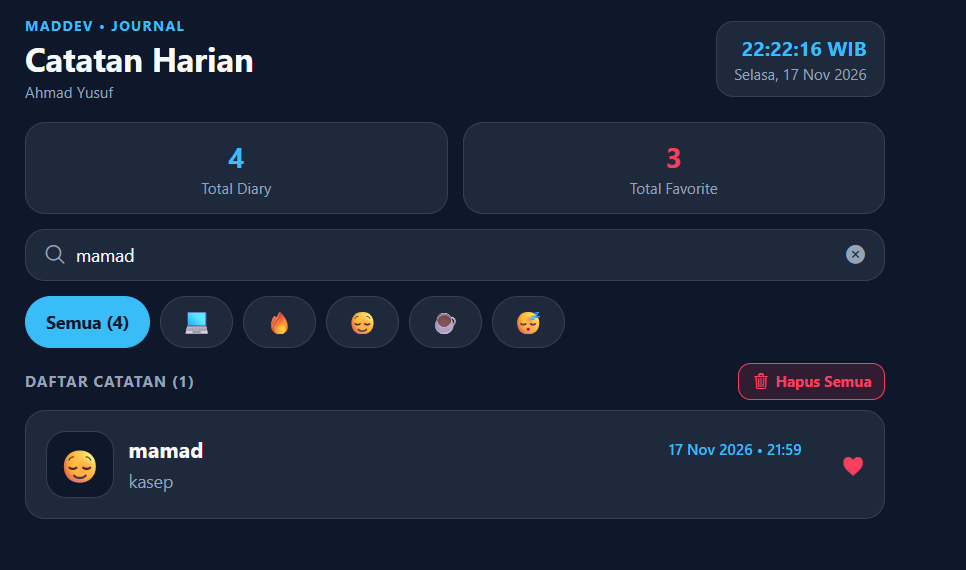 MADDEV • JOURNAL
Catatan Harian
Ahmad Yusuf
22:22:16 WIB
Selasa, 17 Nov 2026
4
Total Diary
3
Total Favorite
mamad
Semua (4)
DAFTAR CATATAN (1)
Hapus Semua
mamad
17 Nov 2026 • 21:59
kasep